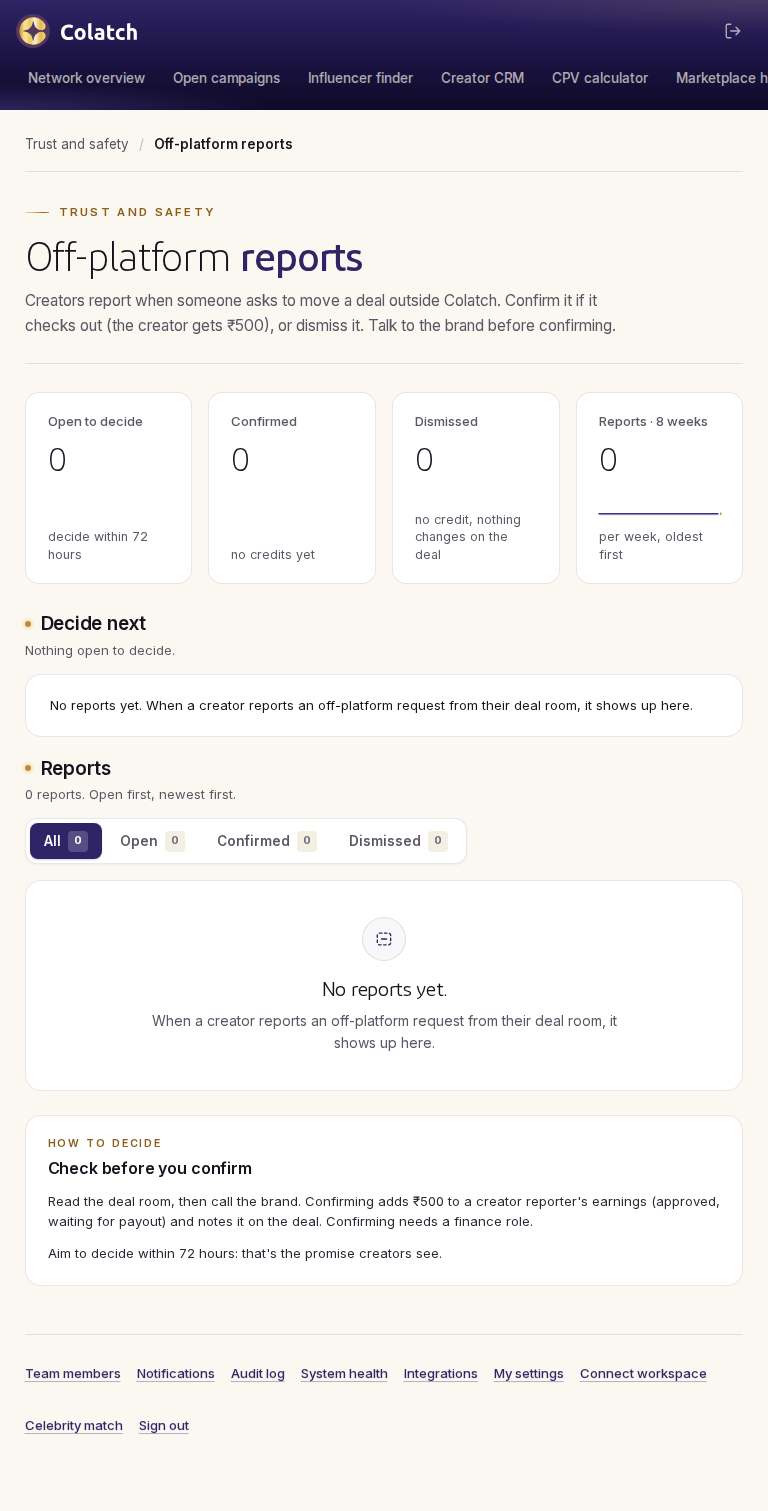 Colatch
Network overview Open campaigns Influencer finder Creator CRM CPV calculator Marketplace h
Trust and safety / Off-platform reports
TRUST AND SAFETY
Off-platform reports
Creators report when someone asks to move a deal outside Colatch. Confirm it if it
checks out (the creator gets ₹500), or dismiss it. Talk to the brand before confirming.
Open to decide
0
decide within 72
hours
Confirmed
0
no credits yet
Dismissed
0
no credit, nothing
changes on the
deal
Reports · 8 weeks
0
per week, oldest
first
Decide next
Nothing open to decide.
No reports yet. When a creator reports an off-platform request from their deal room, it shows up here.
Reports
0 reports. Open first, newest first.
All 0 Open 0 Confirmed 0 Dismissed 0
No reports yet.
When a creator reports an off-platform request from their deal room, it
shows up here.
HOW TO DECIDE
Check before you confirm
Read the deal room, then call the brand. Confirming adds ₹500 to a creator reporter's earnings (approved,
waiting for payout) and notes it on the deal. Confirming needs a finance role.
Aim to decide within 72 hours: that's the promise creators see.
Team members Notifications Audit log System health Integrations My settings Connect workspace
Celebrity match Sign out